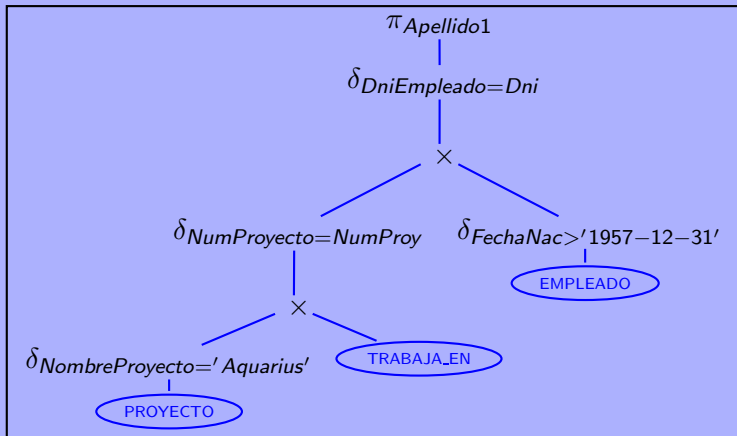 πApellido1
δDniEmpleado=Dni
×
δNumProyecto=NumProy δFechaNac>′1957−12−31′
EMPLEADO
×
δNombreProyecto=′Aquarius′ TRABAJA_EN
PROYECTO